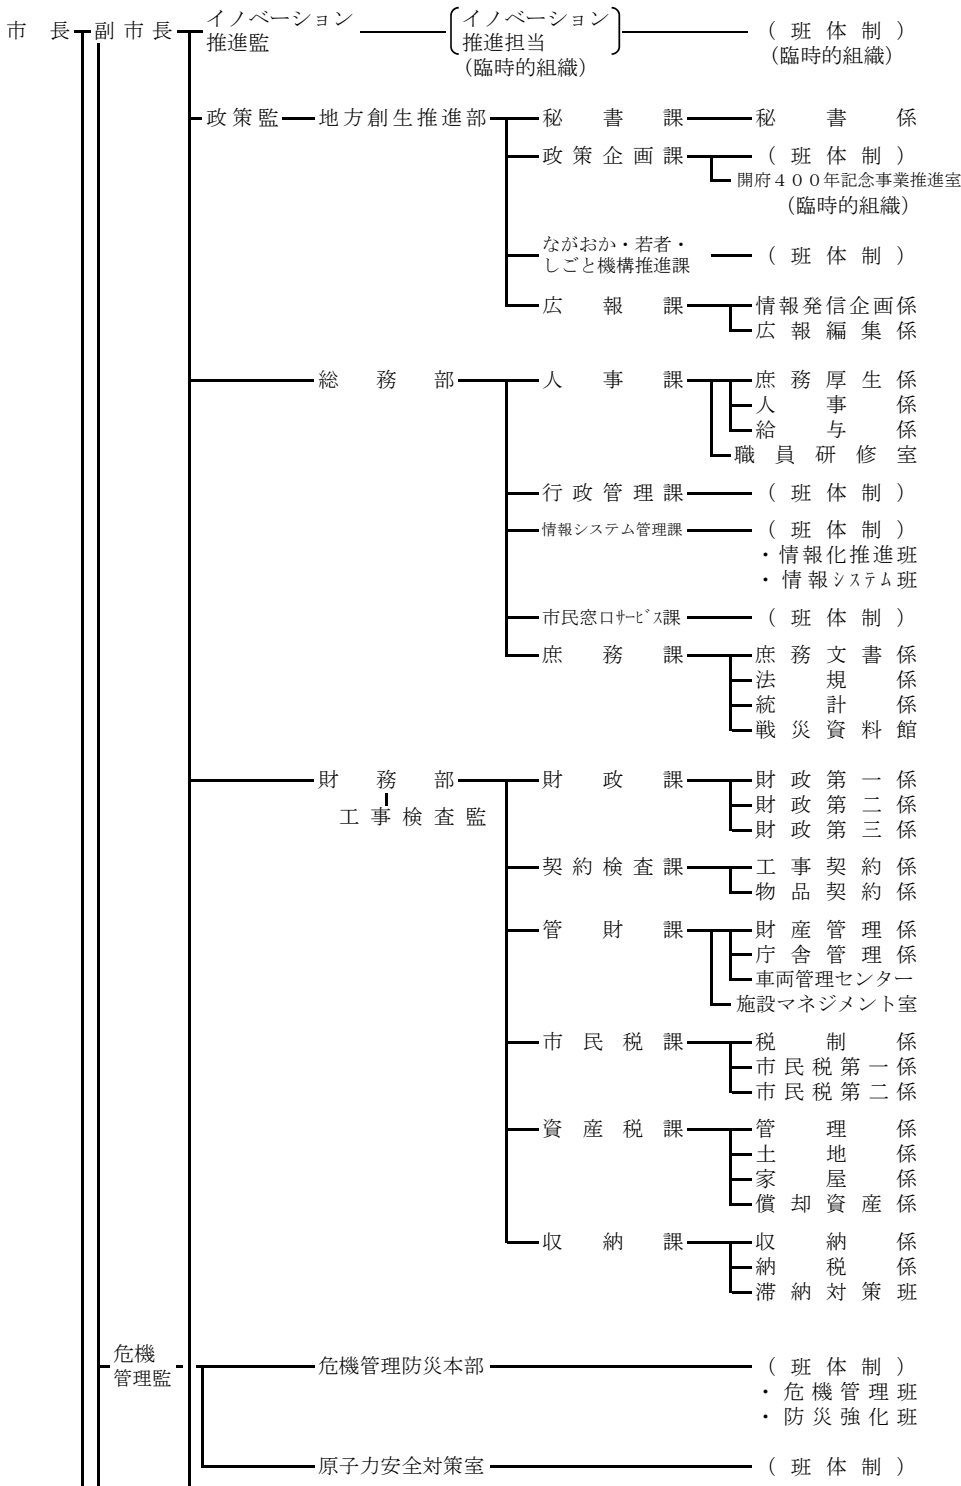 市長 副市長 イノベーション 推進監 イノベーション 推進担当 (臨時的組織) (班体制) (臨時的組織)
政策監 地方創生推進部 秘書課 秘書係
政策企画課 (班体制)
開府４００年記念事業推進室
(臨時的組織)
ながおか・若者・
しごと機構推進課 (班体制)
広報課 情報発信企画係
広報編集係
総務部 人事課 庶務厚生係
人事係
給与係
職員研修室
行政管理課 (班体制)
情報システム管理課 (班体制)
・情報化推進班
・情報ｼｽﾃﾑ班
市民窓口ｻｰﾋﾞｽ課 (班体制)
庶務課 庶務文書係
法規係
統計係
戦災資料館
財務部 財政課 財政第一係
工事検査監 財政第二係
財政第三係
契約検査課 工事契約係
物品契約係
管財課 財産管理係
庁舎管理係
車両管理センター
施設マネジメント室
市民税課 税制係
市民税第一係
市民税第二係
資産税課 管理係
土地係
家屋係
償却資産係
収納課 収納係
納税係
滞納対策班
危機
管理監 危機管理防災本部 (班体制)
・危機管理班
・防災強化班
原子力安全対策室 (班体制)